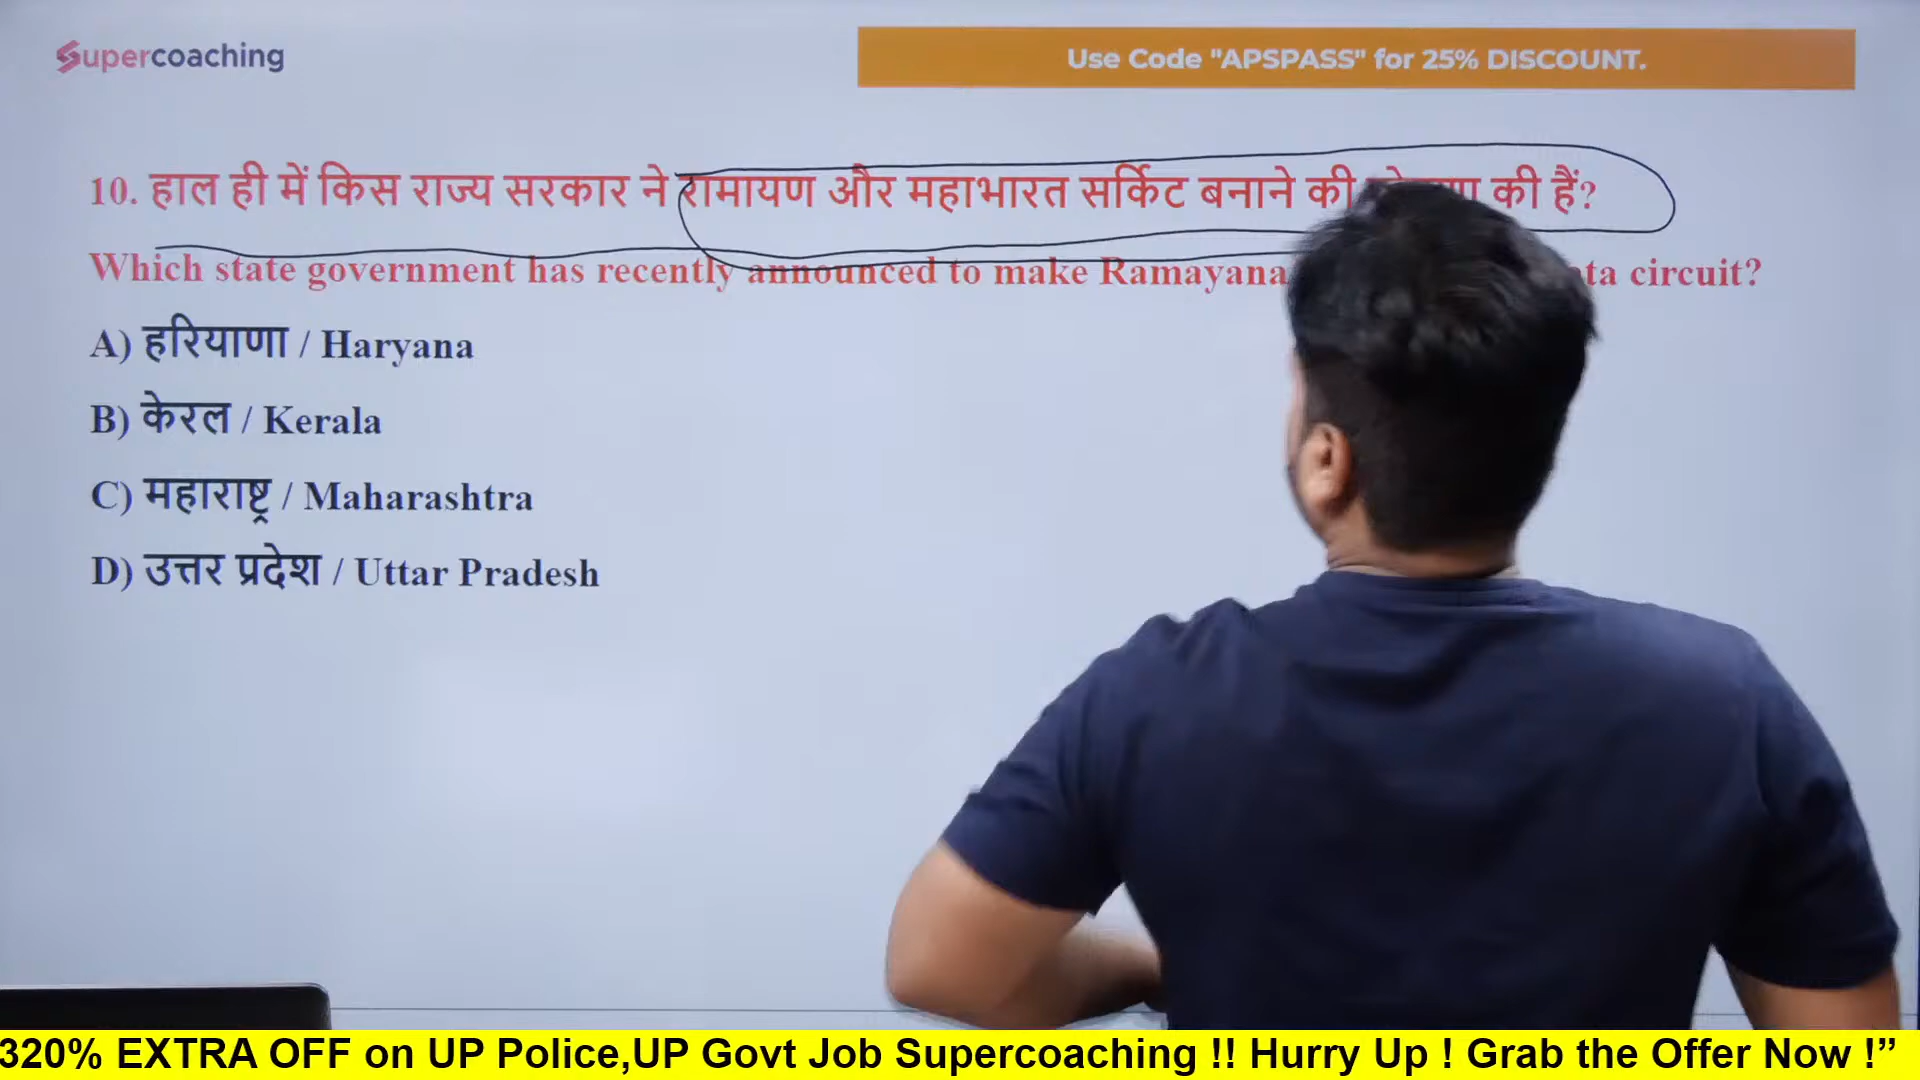 Supercoaching
Use Code "APSPASS" for 25% DISCOUNT.
10. हाल ही में किस राज्य सरकार ने रामायण और महाभारत सर्किट बनाने की की हैं?
Which state government has recently announced to make Ramayana circuit?
A) हरियाणा / Haryana
B) केरल / Kerala
C) महाराष्ट्र / Maharashtra
D) उत्तर प्रदेश / Uttar Pradesh
320% EXTRA OFF on UP Police,UP Govt Job Supercoaching !! Hurry Up ! Grab the Offer Now !”